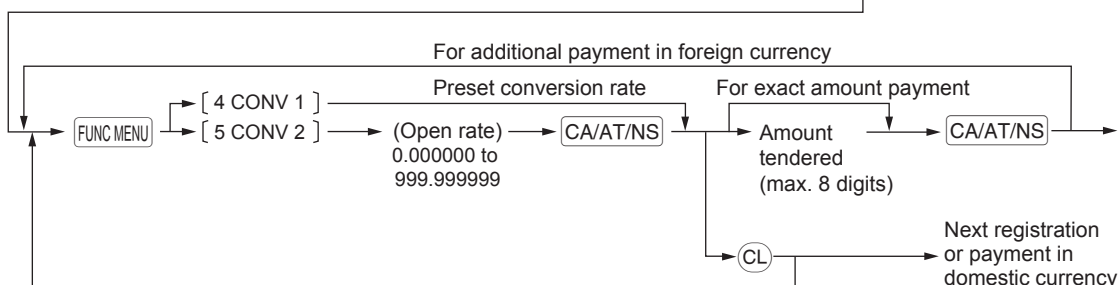 For additional payment in foreign currency
[ 4 CONV 1 ] Preset conversion rate For exact amount payment
FUNC MENU [ 5 CONV 2 ] (Open rate) CA/AT/NS Amount CA/AT/NS
0.000000 to tendered
999.999999 (max. 8 digits)
Next registration
CL or payment in
domestic currency